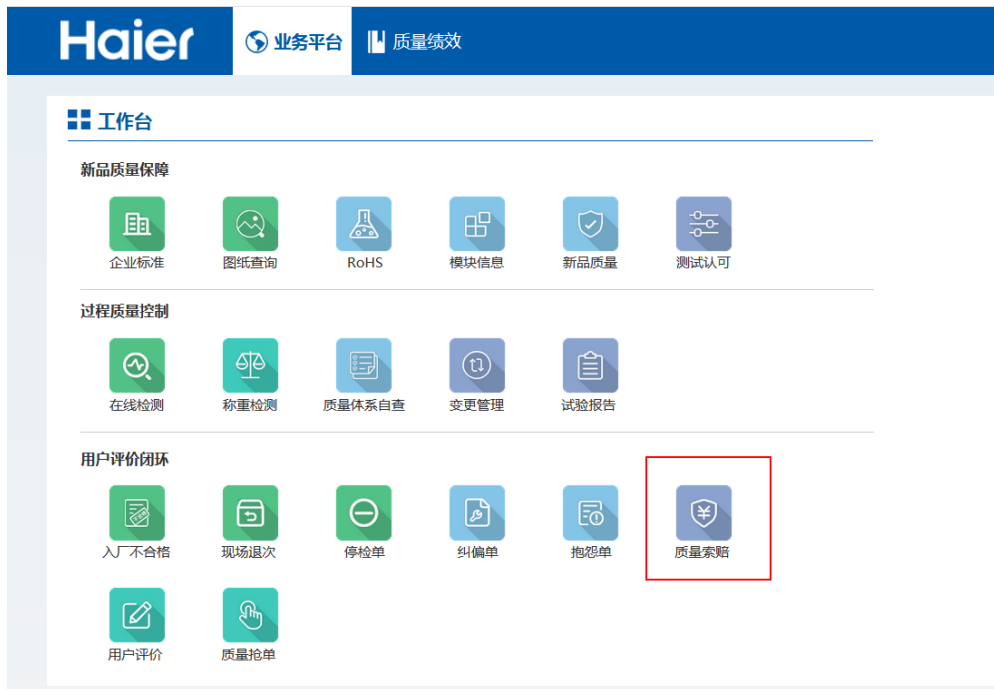 Haier 业务平台 质量绩效
工作台
新品质量保障
企业标准 图纸查询 RoHS 模块信息 新品质量 测试认可
过程质量控制
在线检测 称重检测 质量体系自查 变更管理 试验报告
用户评价闭环
入厂不合格 现场退次 停检单 纠偏单 抱怨单 质量索赔
用户评价 质量抢单